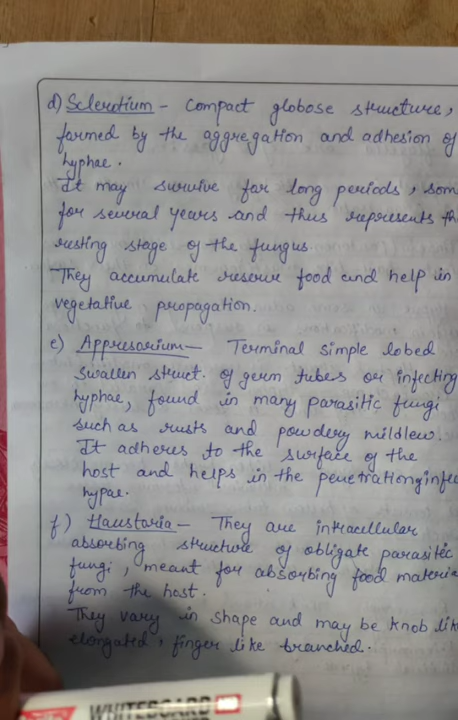 d) Sclerotium - Compact globose structure,
formed by the aggregation and adhesion of
hyphae.
It may survive for long periods, som
for several years and thus represents th
resting stage of the fungus.
They accumulate reserve food and help in
vegetative propagation.
e) Appresorium - Terminal simple lobed
swallen struct. of germ tubes or infecting
hyphae, found in many parasitic fungi
such as rusts and powdery mildlew.
It adheres to the surface of the
host and helps in the penetration infec
hypae.
f) Haustoria - They are intracellular
absorbing structure of obligate parasitic
fungi, meant for absorbing food materia
from the host.
They vary in shape and may be knob lik
elongated, finger like branched.
WHITEBOARD